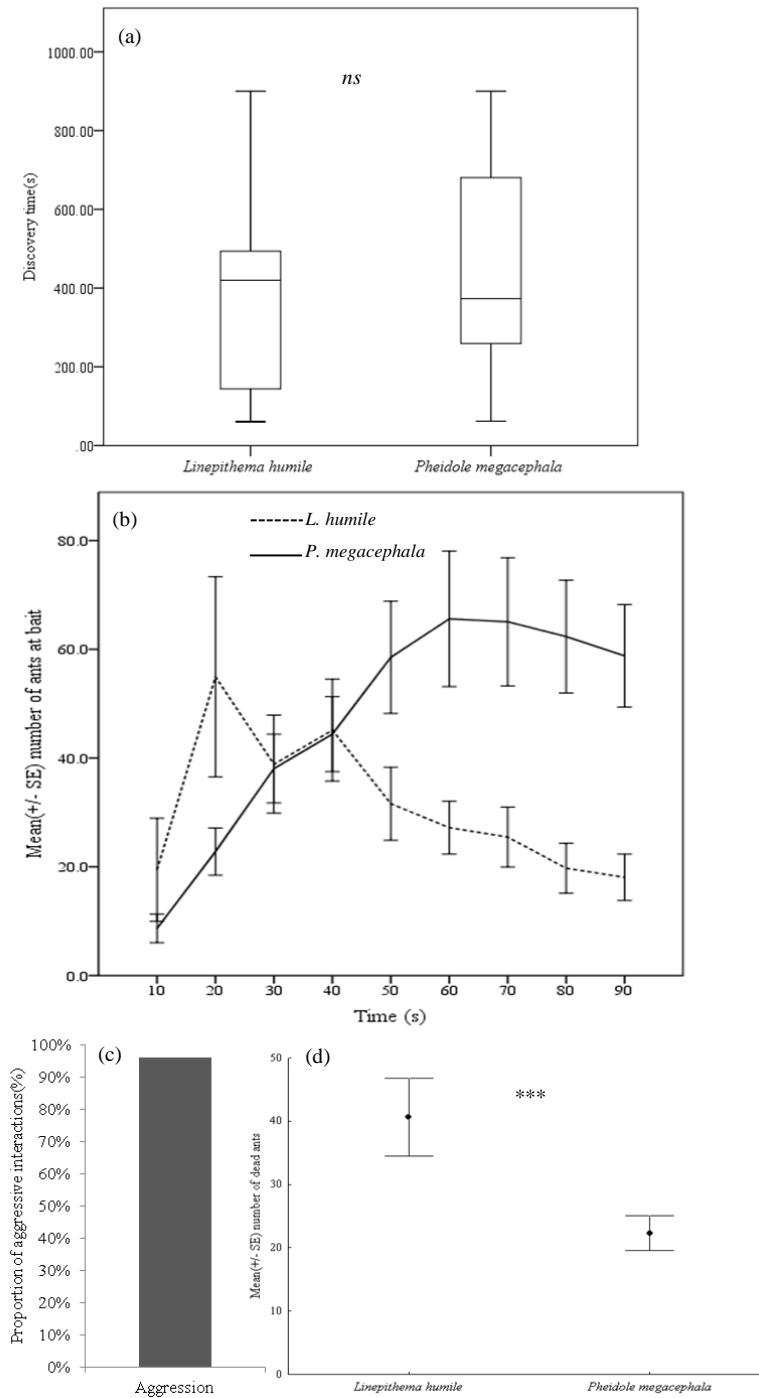 (a)
ns
1000.00
800.00
600.00
400.00
200.00
.00
Discovery time(s)
Linepithema humile
Pheidole megacephala
(b)
L. humile
P. megacephala
80.0
60.0
40.0
20.0
0.0
Mean(+/- SE) number of ants at bait
10 20 30 40 50 60 70 80 90
Time (s)
(c)
100%
90%
80%
70%
60%
50%
40%
30%
20%
10%
0%
Proportion of aggressive interactions(%)
Aggression
(d)
***
50
40
30
20
10
0
Mean(+/- SE) number of dead ants
Linepithema humile
Pheidole megacephala